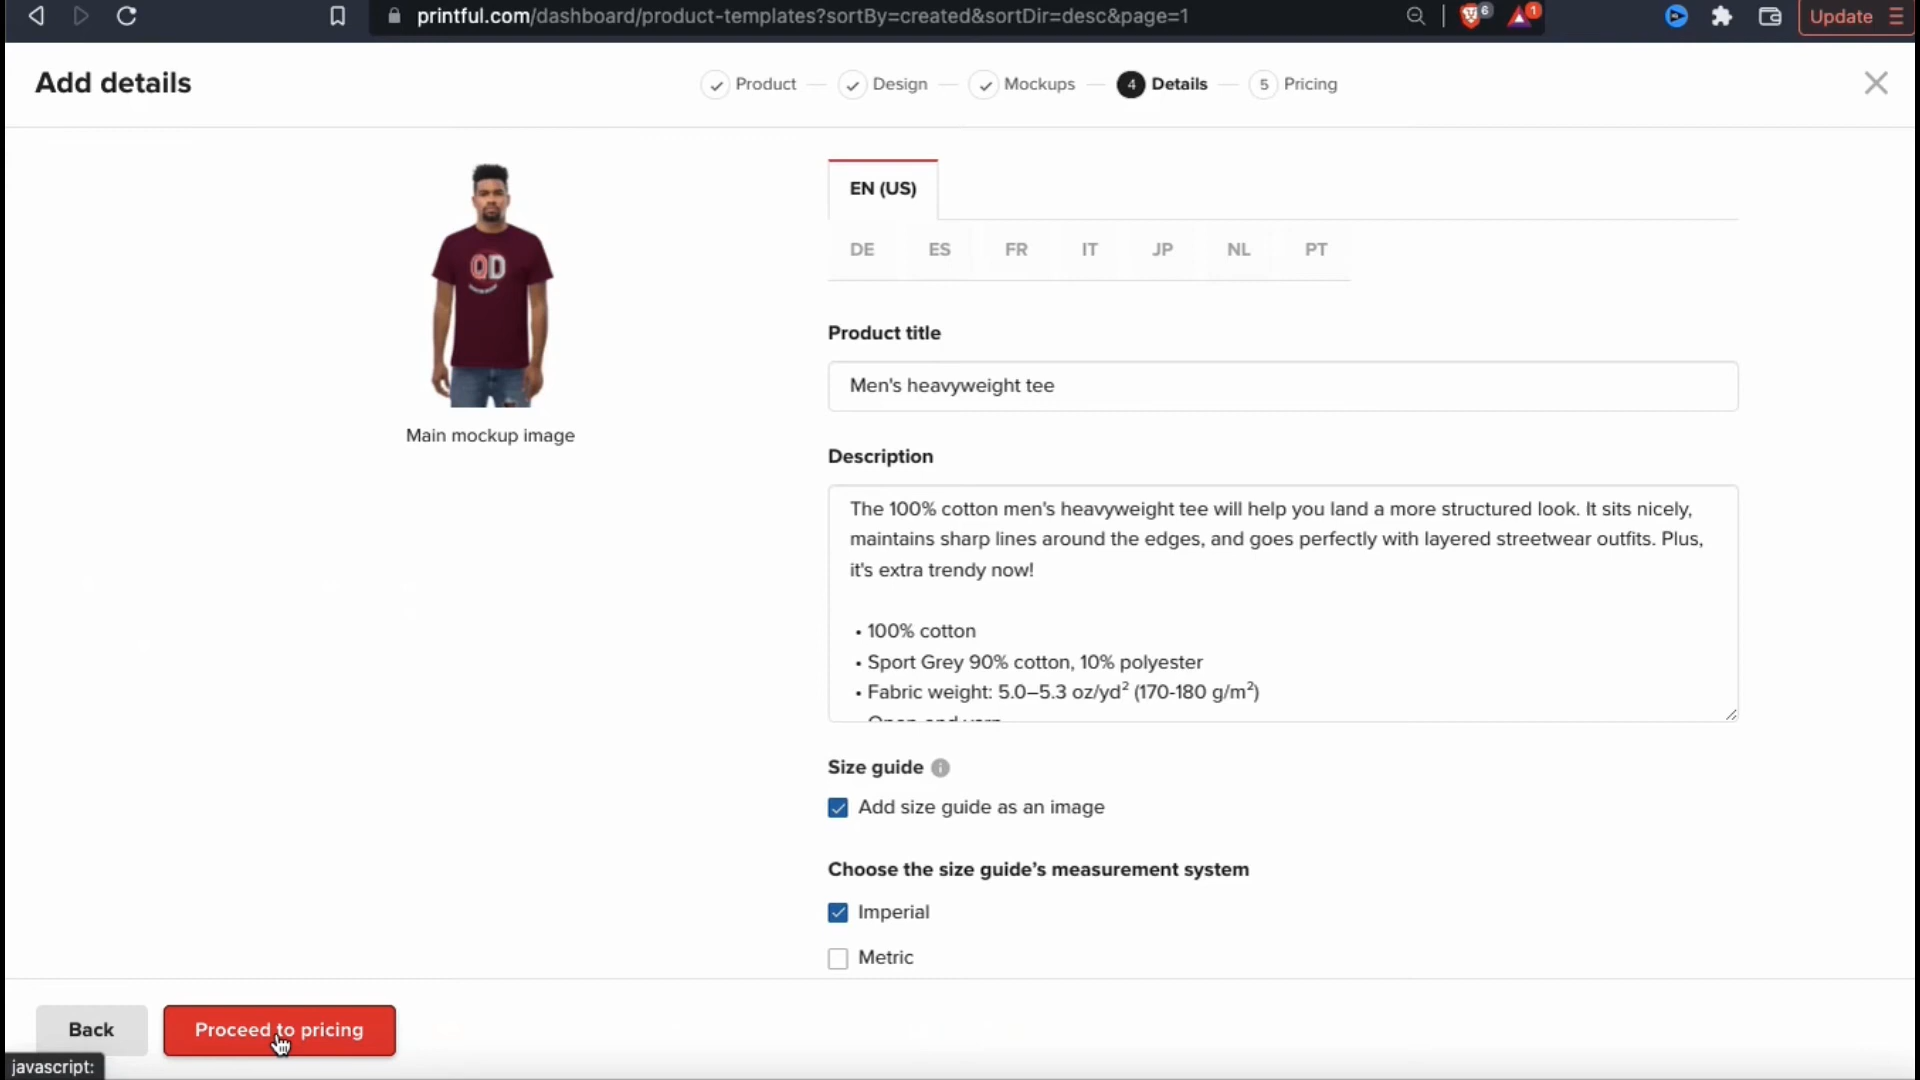 printful.com/dashboard/product-templates?sortBy=created&sortDir=desc&page=1
6
1
Update
Add details
Product
Design
Mockups
4 Details
5 Pricing
EN (US)
DE ES FR IT JP NL PT
QD
Main mockup image
Product title
Men's heavyweight tee
Description
The 100% cotton men's heavyweight tee will help you land a more structured look. It sits nicely,
maintains sharp lines around the edges, and goes perfectly with layered streetwear outfits. Plus,
it's extra trendy now!
• 100% cotton
• Sport Grey 90% cotton, 10% polyester
• Fabric weight: 5.0–5.3 oz/yd² (170-180 g/m²)
Size guide
Add size guide as an image
Choose the size guide's measurement system
Imperial
Metric
Back
Proceed to pricing
javascript: